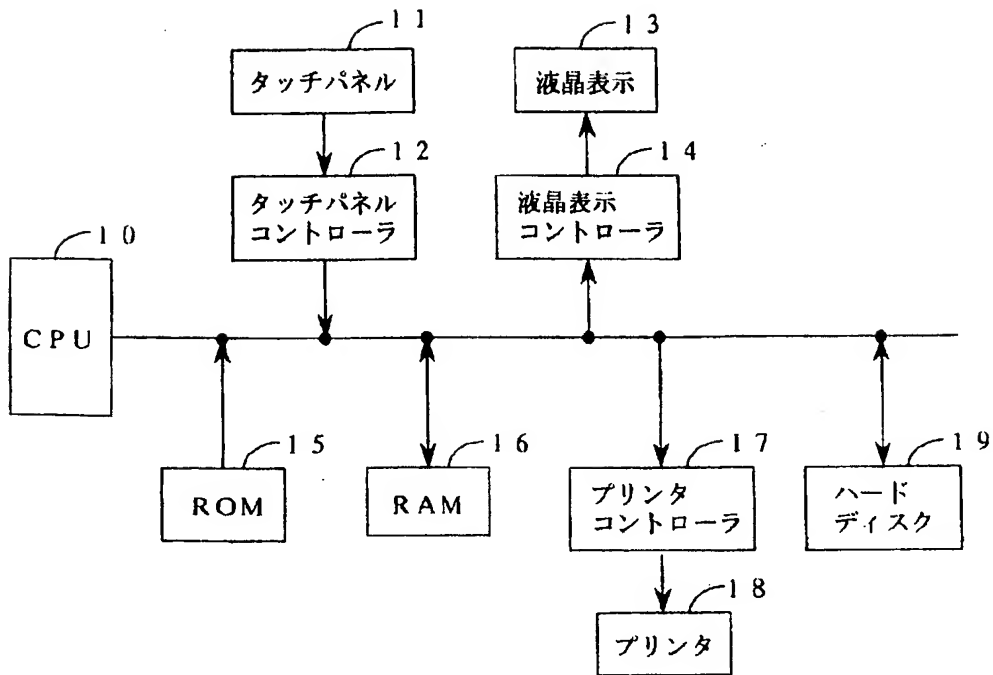 11
タッチパネル
13
液晶表示
12
タッチパネル
コントローラ
14
液晶表示
コントローラ
10
CPU
15
ROM
16
RAM
17
プリンタ
コントローラ
19
ハード
ディスク
18
プリンタ